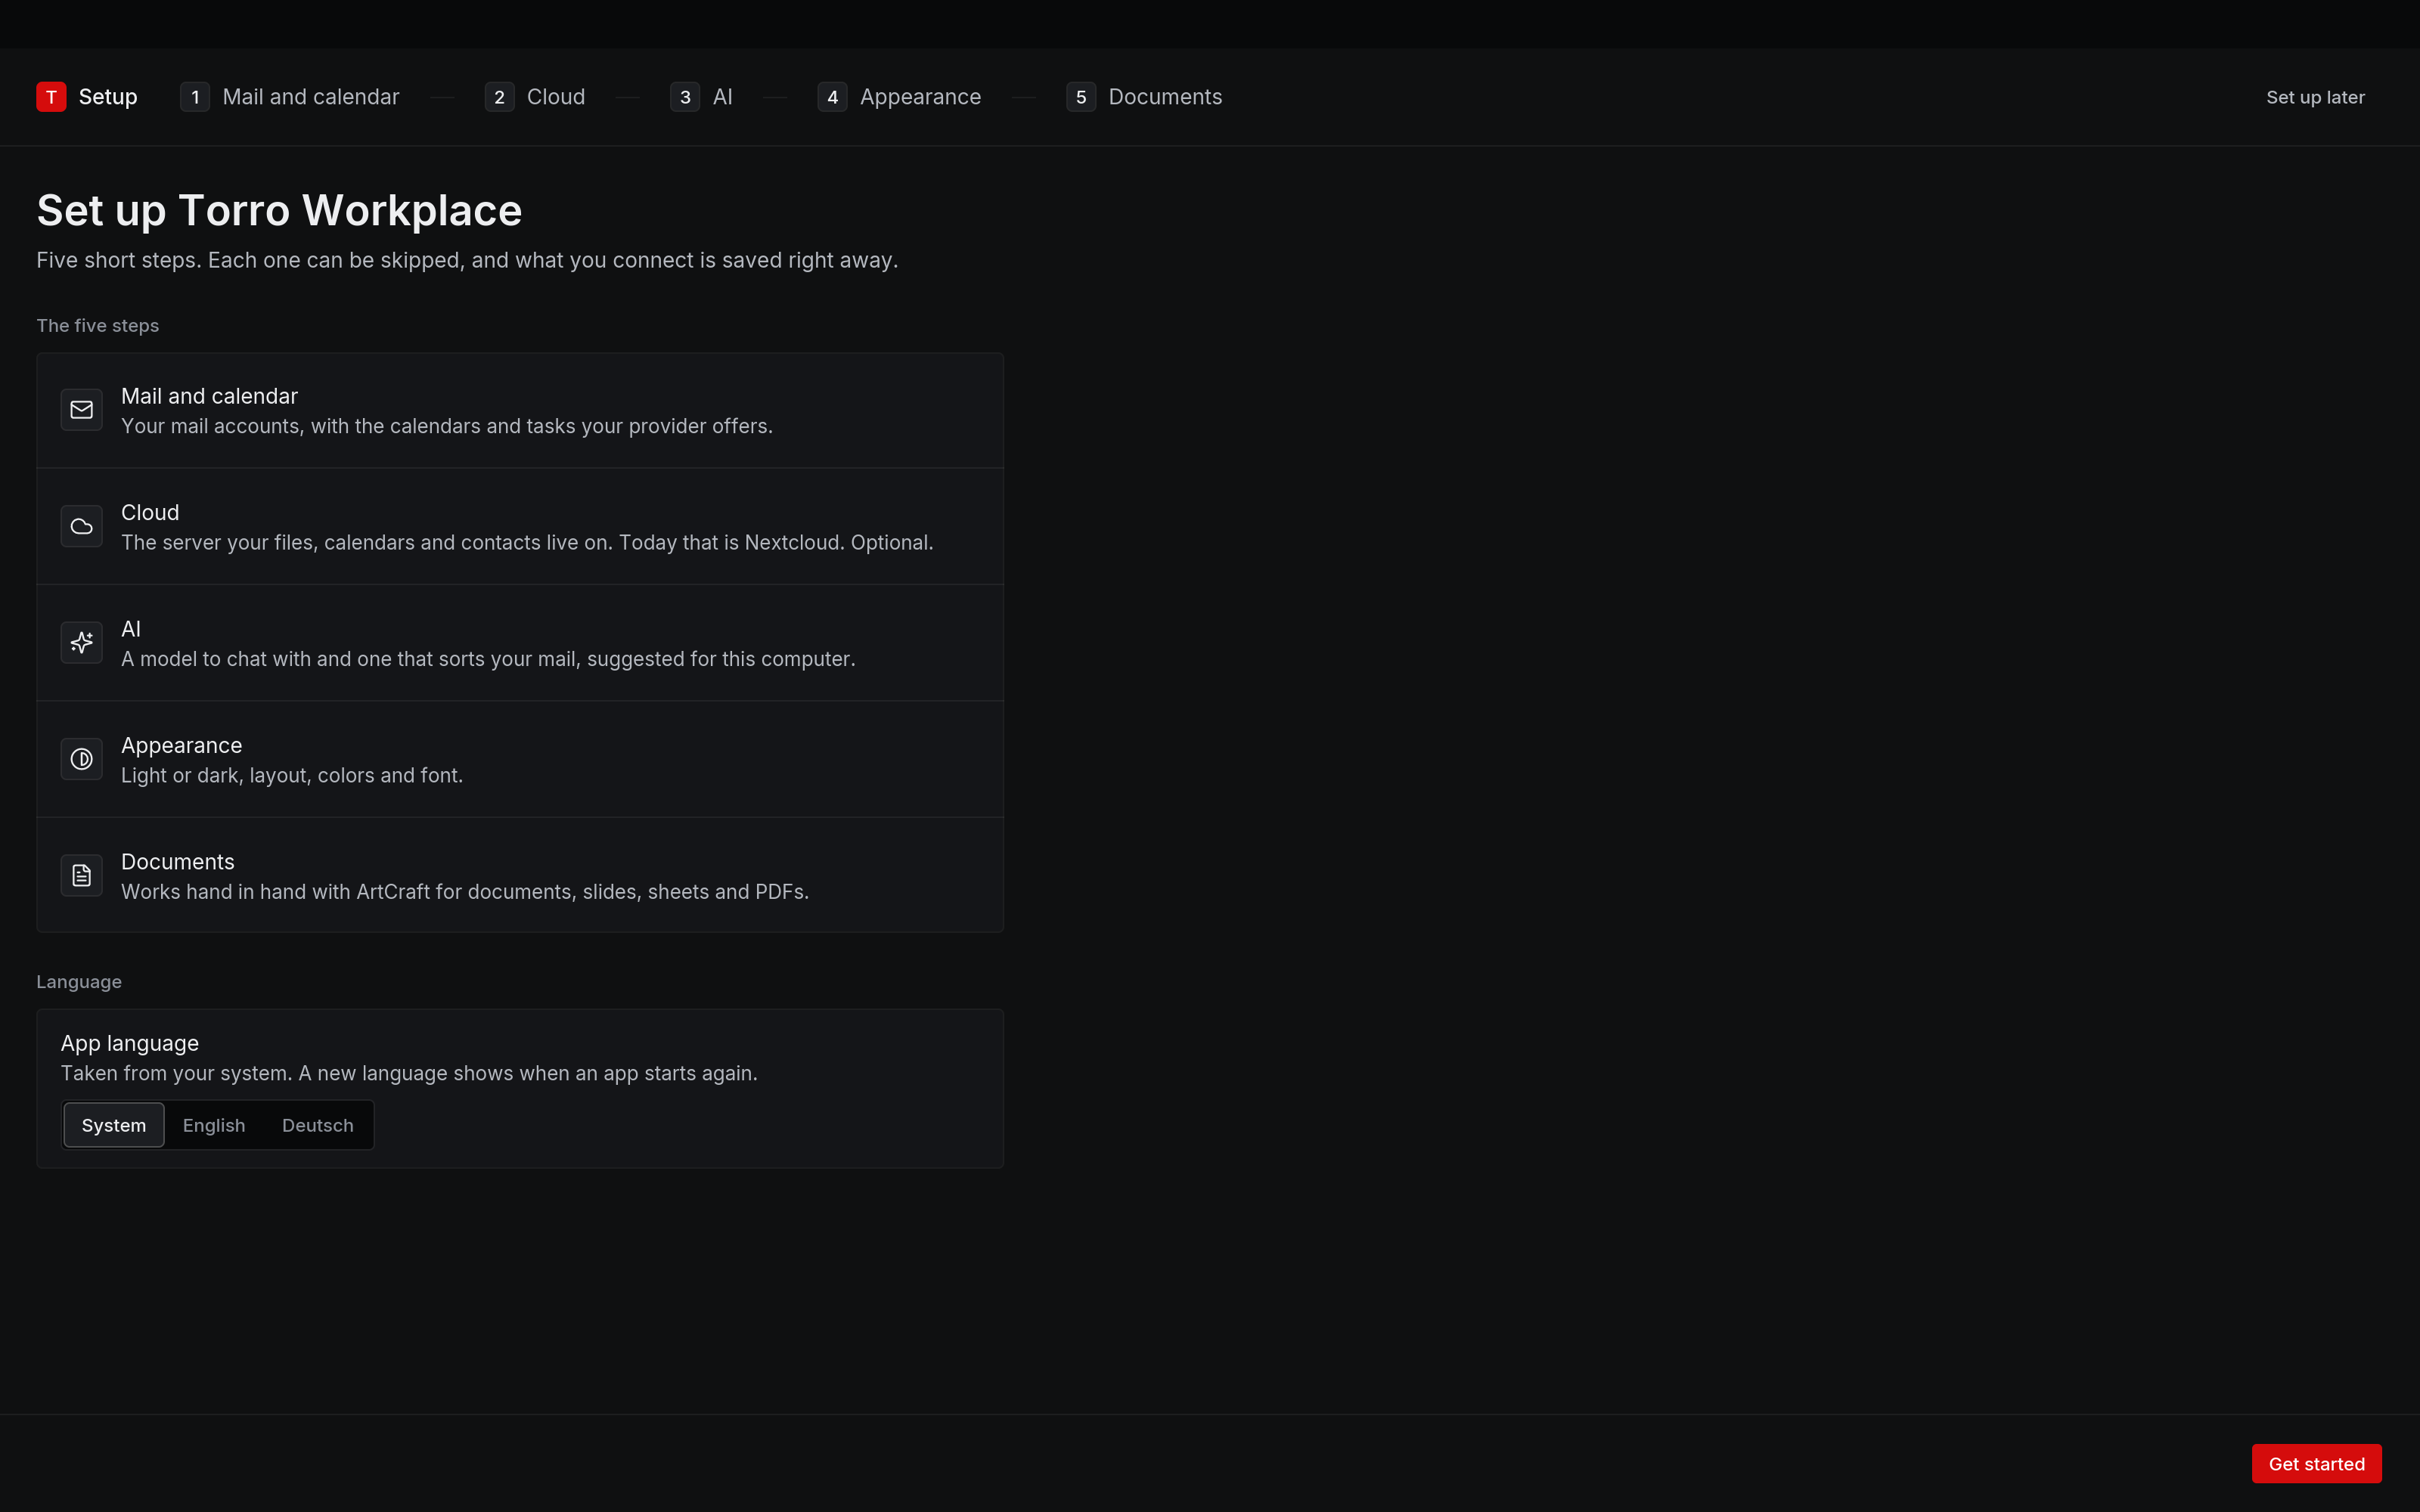 T Setup 1 Mail and calendar 2 Cloud 3 AI 4 Appearance 5 Documents Set up later
Set up Torro Workplace
Five short steps. Each one can be skipped, and what you connect is saved right away.
The five steps
Mail and calendar
Your mail accounts, with the calendars and tasks your provider offers.
Cloud
The server your files, calendars and contacts live on. Today that is Nextcloud. Optional.
AI
A model to chat with and one that sorts your mail, suggested for this computer.
Appearance
Light or dark, layout, colors and font.
Documents
Works hand in hand with ArtCraft for documents, slides, sheets and PDFs.
Language
App language
Taken from your system. A new language shows when an app starts again.
System English Deutsch
Get started